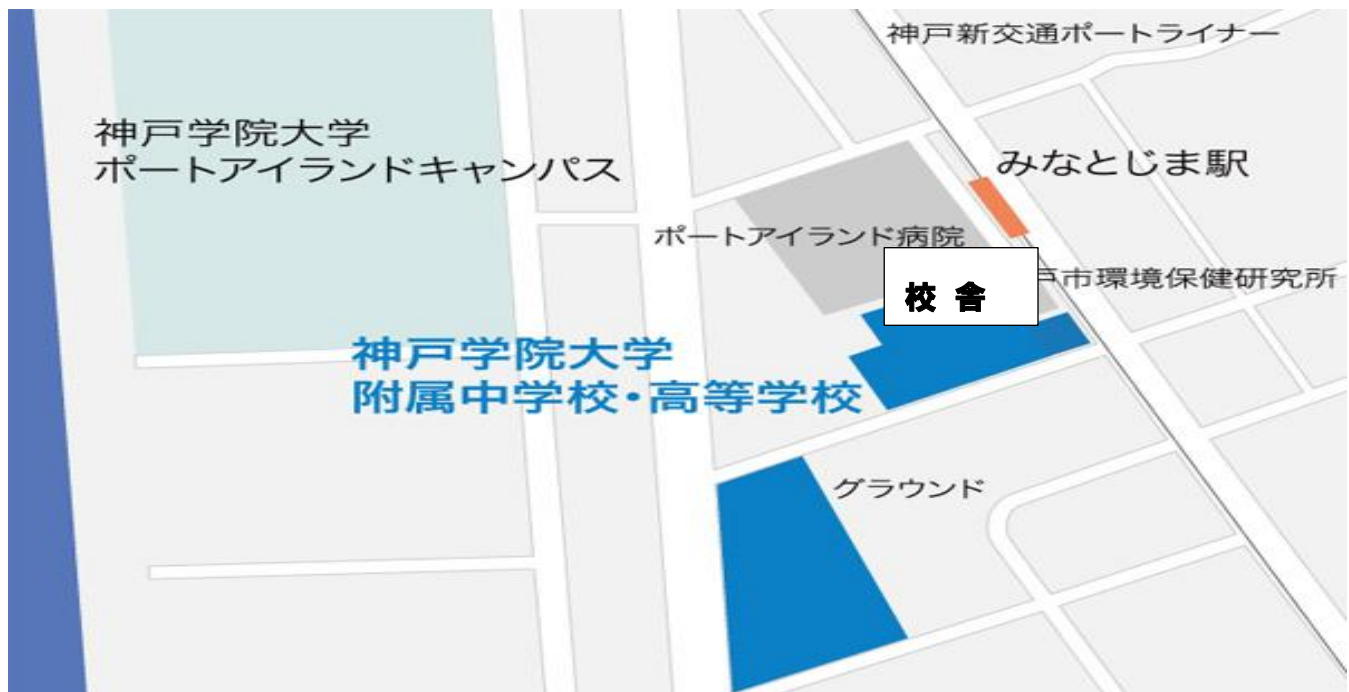 神戸新交通ポートライナー
神戸学院大学
ポートアイランドキャンパス
みなとじま駅
ポートアイランド病院
戸市環境保健研究所
校 舎
神戸学院大学
附属中学校・高等学校
グラウンド